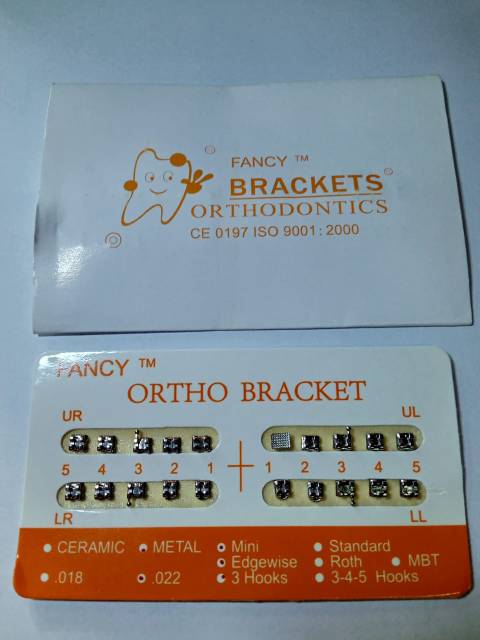 FANCY ™
BRACKETS
ORTHODONTICS
CE 0197 ISO 9001: 2000
FANCY ™
ORTHO BRACKET
UR UL
5 4 3 2 1 1 2 3 4 5
LR LL
CERAMIC METAL Mini Standard
Edgewise Roth MBT
.018 .022 3 Hooks 3-4-5 Hooks